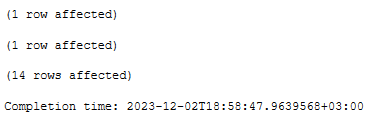 (1 row affected)
(1 row affected)
(14 rows affected)
Completion time: 2023-12-02T18:58:47.9639568+03:00